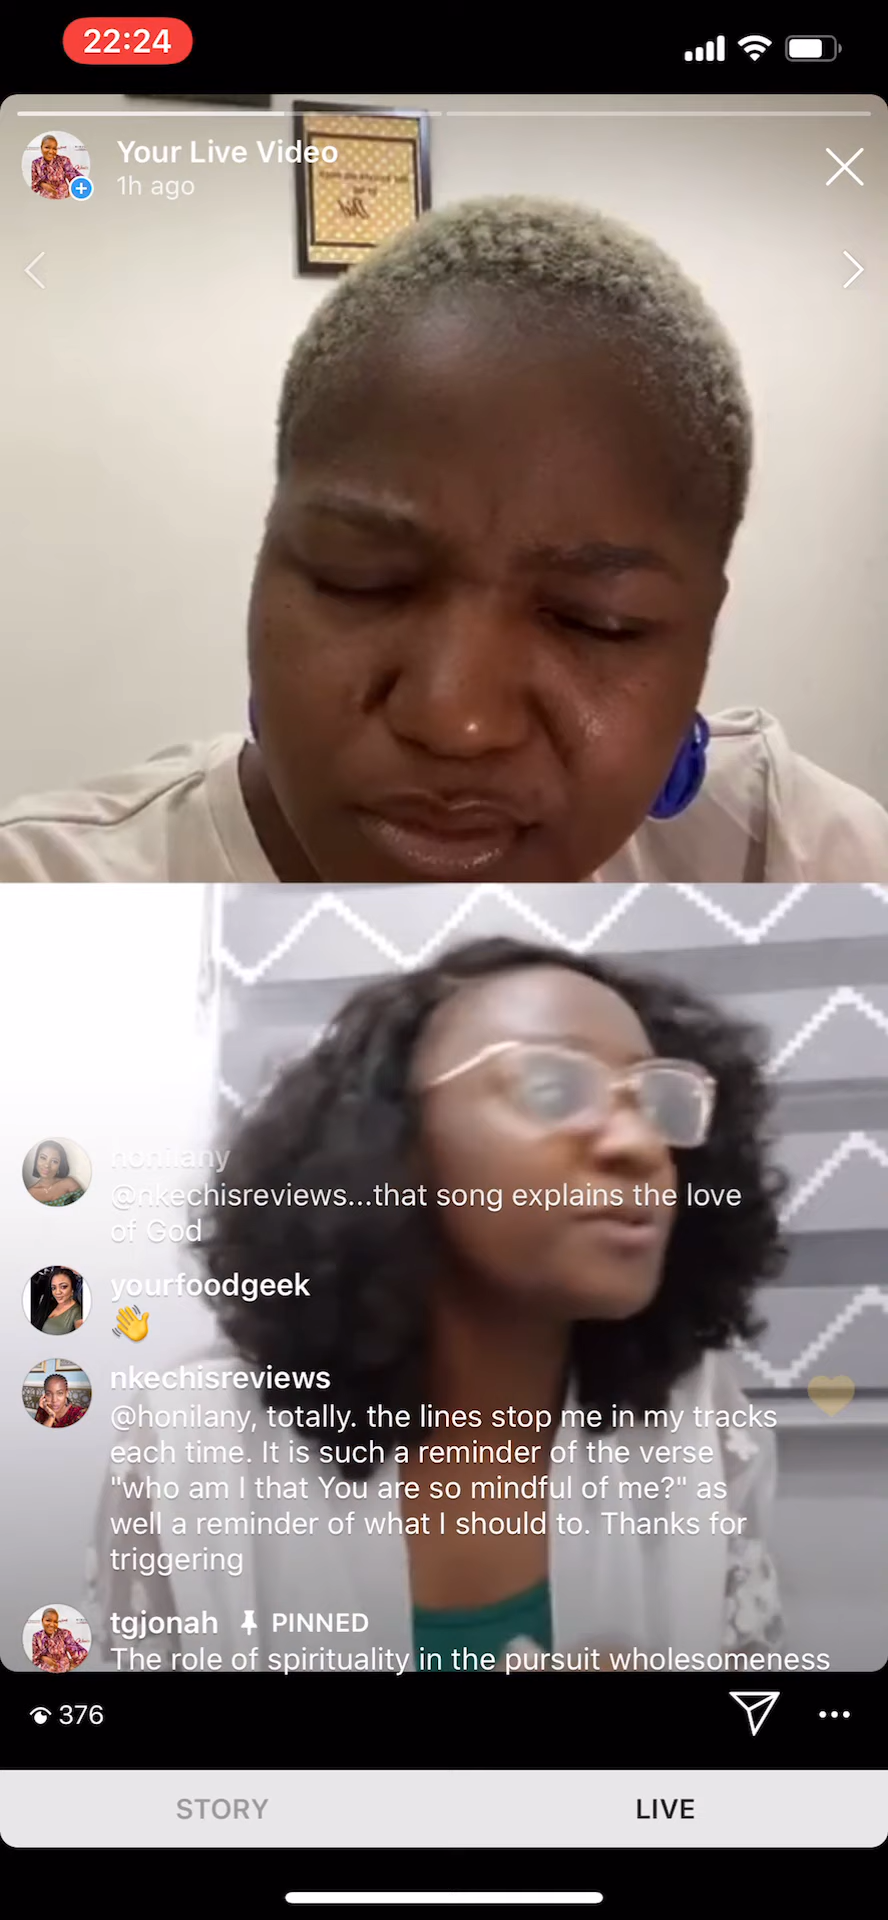 22:24
Your Live Video
1h ago
honilany
@nkechisreviews...that song explains the love
of God
yourfoodgeek
nkechisreviews
@honilany, totally. the lines stop me in my tracks
each time. It is such a reminder of the verse
"who am I that You are so mindful of me?" as
well a reminder of what I should to. Thanks for
triggering
tgjonah PINNED
The role of spirituality in the pursuit wholesomeness
376
STORY LIVE